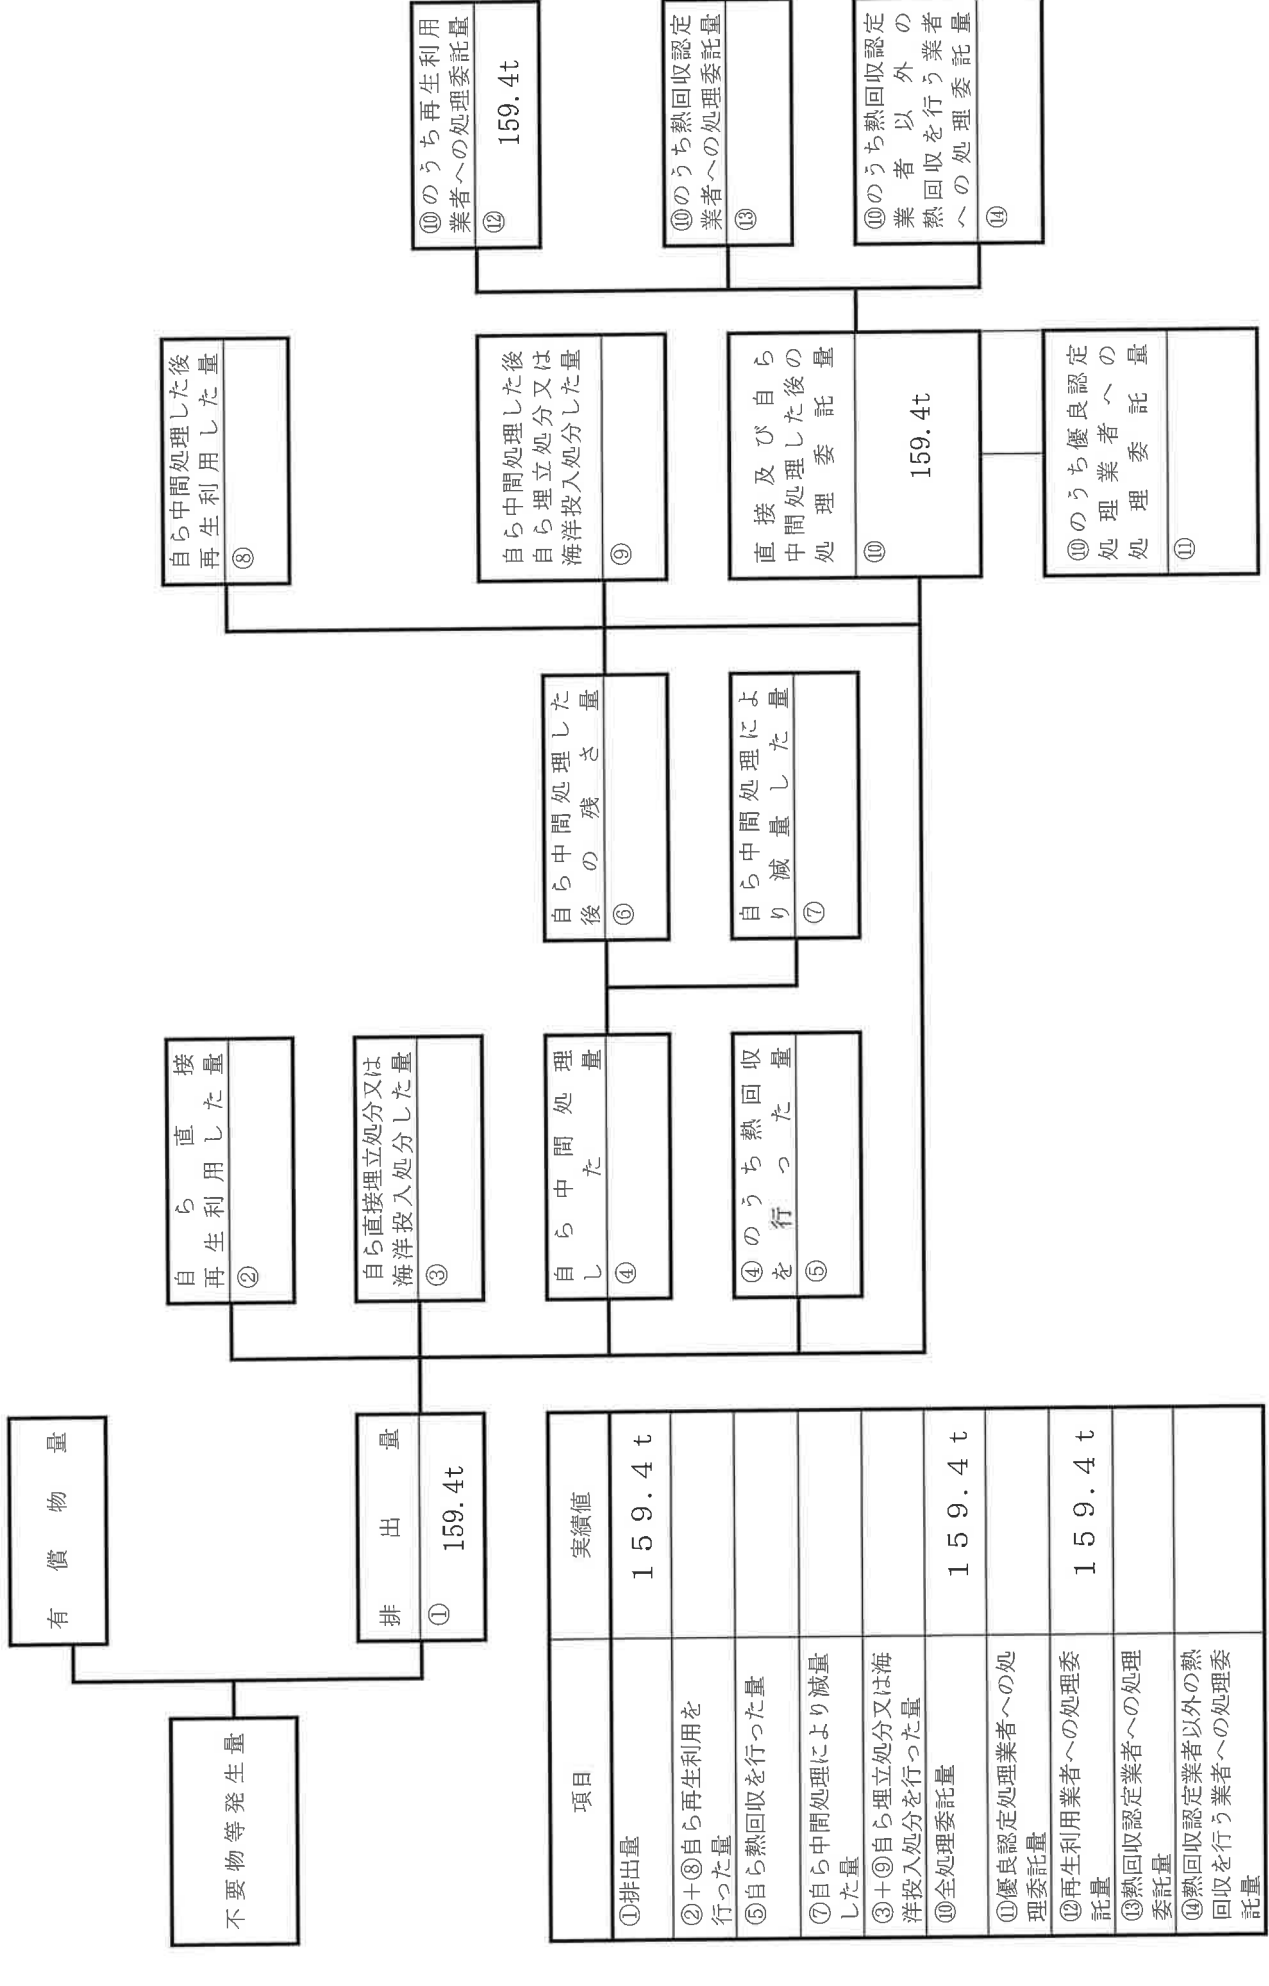 不要物等発生量
有償物量
排出量
①
159.4t
自ら直接
再生利用した量
②
自ら直接埋立処分又は
海洋投入処分した量
③
自ら中間処理
した量
④
④のうち熱回収
を行った量
⑤
自ら中間処理した
後の残さ量
⑥
自ら中間処理によ
り減量した量
⑦
自ら中間処理した後
再生利用した量
⑧
自ら中間処理した後
自ら埋立処分又は
海洋投入処分した量
⑨
直接及び自ら
中間処理した後の
処理委託量
⑩
159.4t
⑩のうち優良認定
処理業者への
処理委託量
⑪
⑩のうち再生利用
業者への処理委託量
⑫
159.4t
⑩のうち熱回収認定
業者への処理委託量
⑬
⑩のうち熱回収認定
業者以外の
熱回収を行う業者
への処理委託量
⑭
項目
実績値
①排出量
159.4t
②+⑧自ら再生利用を
行った量
⑤自ら熱回収を行った量
⑦自ら中間処理により減量
した量
③+⑨自ら埋立処分又は海
洋投入処分を行った量
⑩全処理委託量
159.4t
⑪優良認定処理業者への処
理委託量
⑫再生利用業者への処理委
託量
159.4t
⑬熱回収認定業者への処理
委託量
⑭熱回収認定業者以外の熱
回収を行う業者への処理委
託量